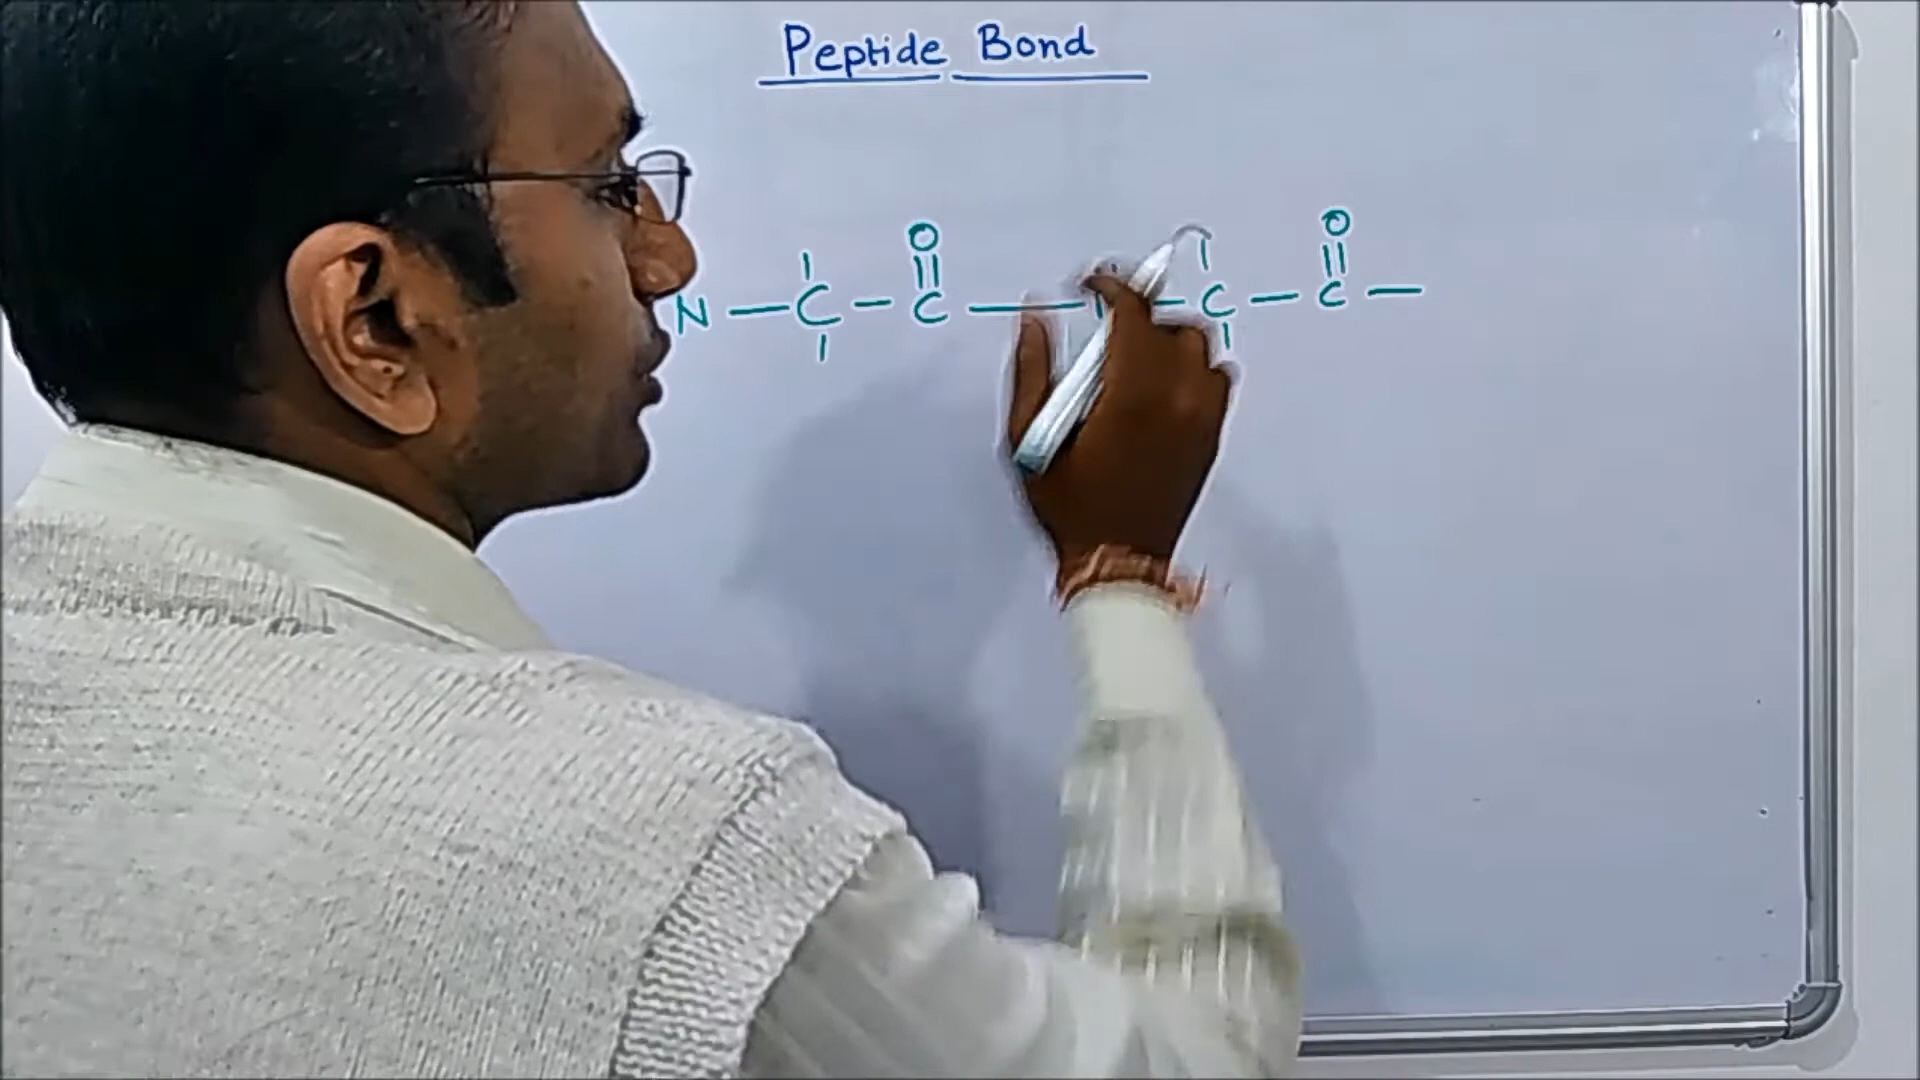 Peptide Bond
O O
N — C — C — — C — C —